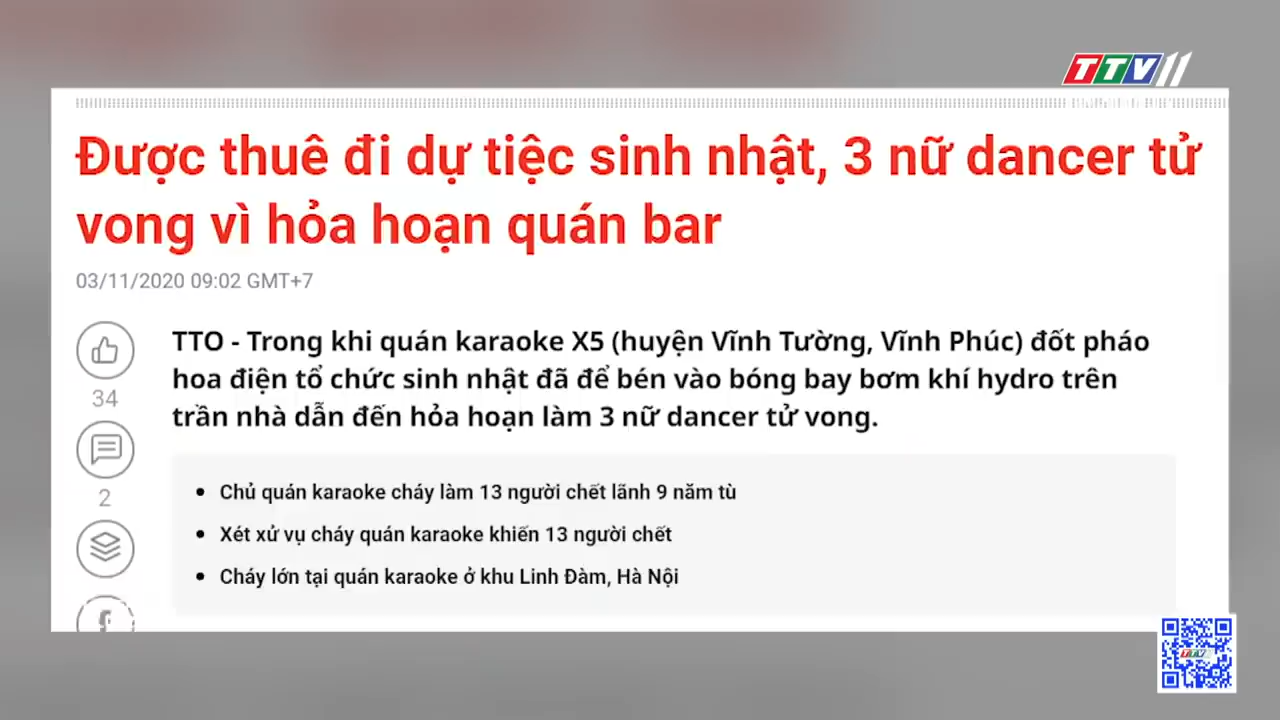 TTV11
Được thuê đi dự tiệc sinh nhật, 3 nữ dancer tử
vong vì hỏa hoạn quán bar
03/11/2020 09:02 GMT+7
TTO - Trong khi quán karaoke X5 (huyện Vĩnh Tường, Vĩnh Phúc) đốt pháo
hoa điện tổ chức sinh nhật đã để bén vào bóng bay bơm khí hydro trên
trần nhà dẫn đến hỏa hoạn làm 3 nữ dancer tử vong.
34
2
• Chủ quán karaoke cháy làm 13 người chết lãnh 9 năm tù
• Xét xử vụ cháy quán karaoke khiến 13 người chết
• Cháy lớn tại quán karaoke ở khu Linh Đàm, Hà Nội
TTV